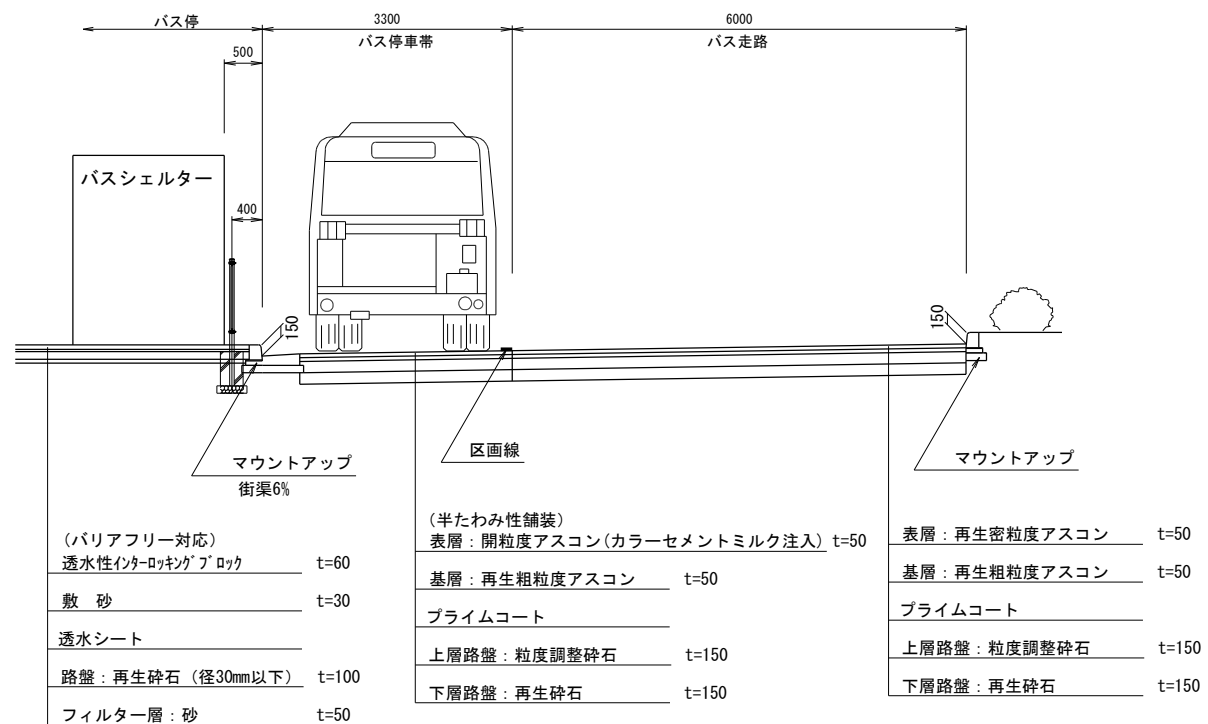 バス停
3300
6000
バス停車帯
バス走路
500
バスシェルター
400
150
150
マウントアップ
街渠6%
区画線
マウントアップ
(バリアフリー対応)
透水性インターロッキングブロック t=60
敷 砂 t=30
透水シート
路盤：再生砕石（径30mm以下） t=100
フィルター層：砂 t=50
(半たわみ性舗装)
表層：開粒度アスコン(カラーセメントミルク注入) t=50
基層：再生粗粒度アスコン t=50
プライムコート
上層路盤：粒度調整砕石 t=150
下層路盤：再生砕石 t=150
表層：再生密粒度アスコン t=50
基層：再生粗粒度アスコン t=50
プライムコート
上層路盤：粒度調整砕石 t=150
下層路盤：再生砕石 t=150